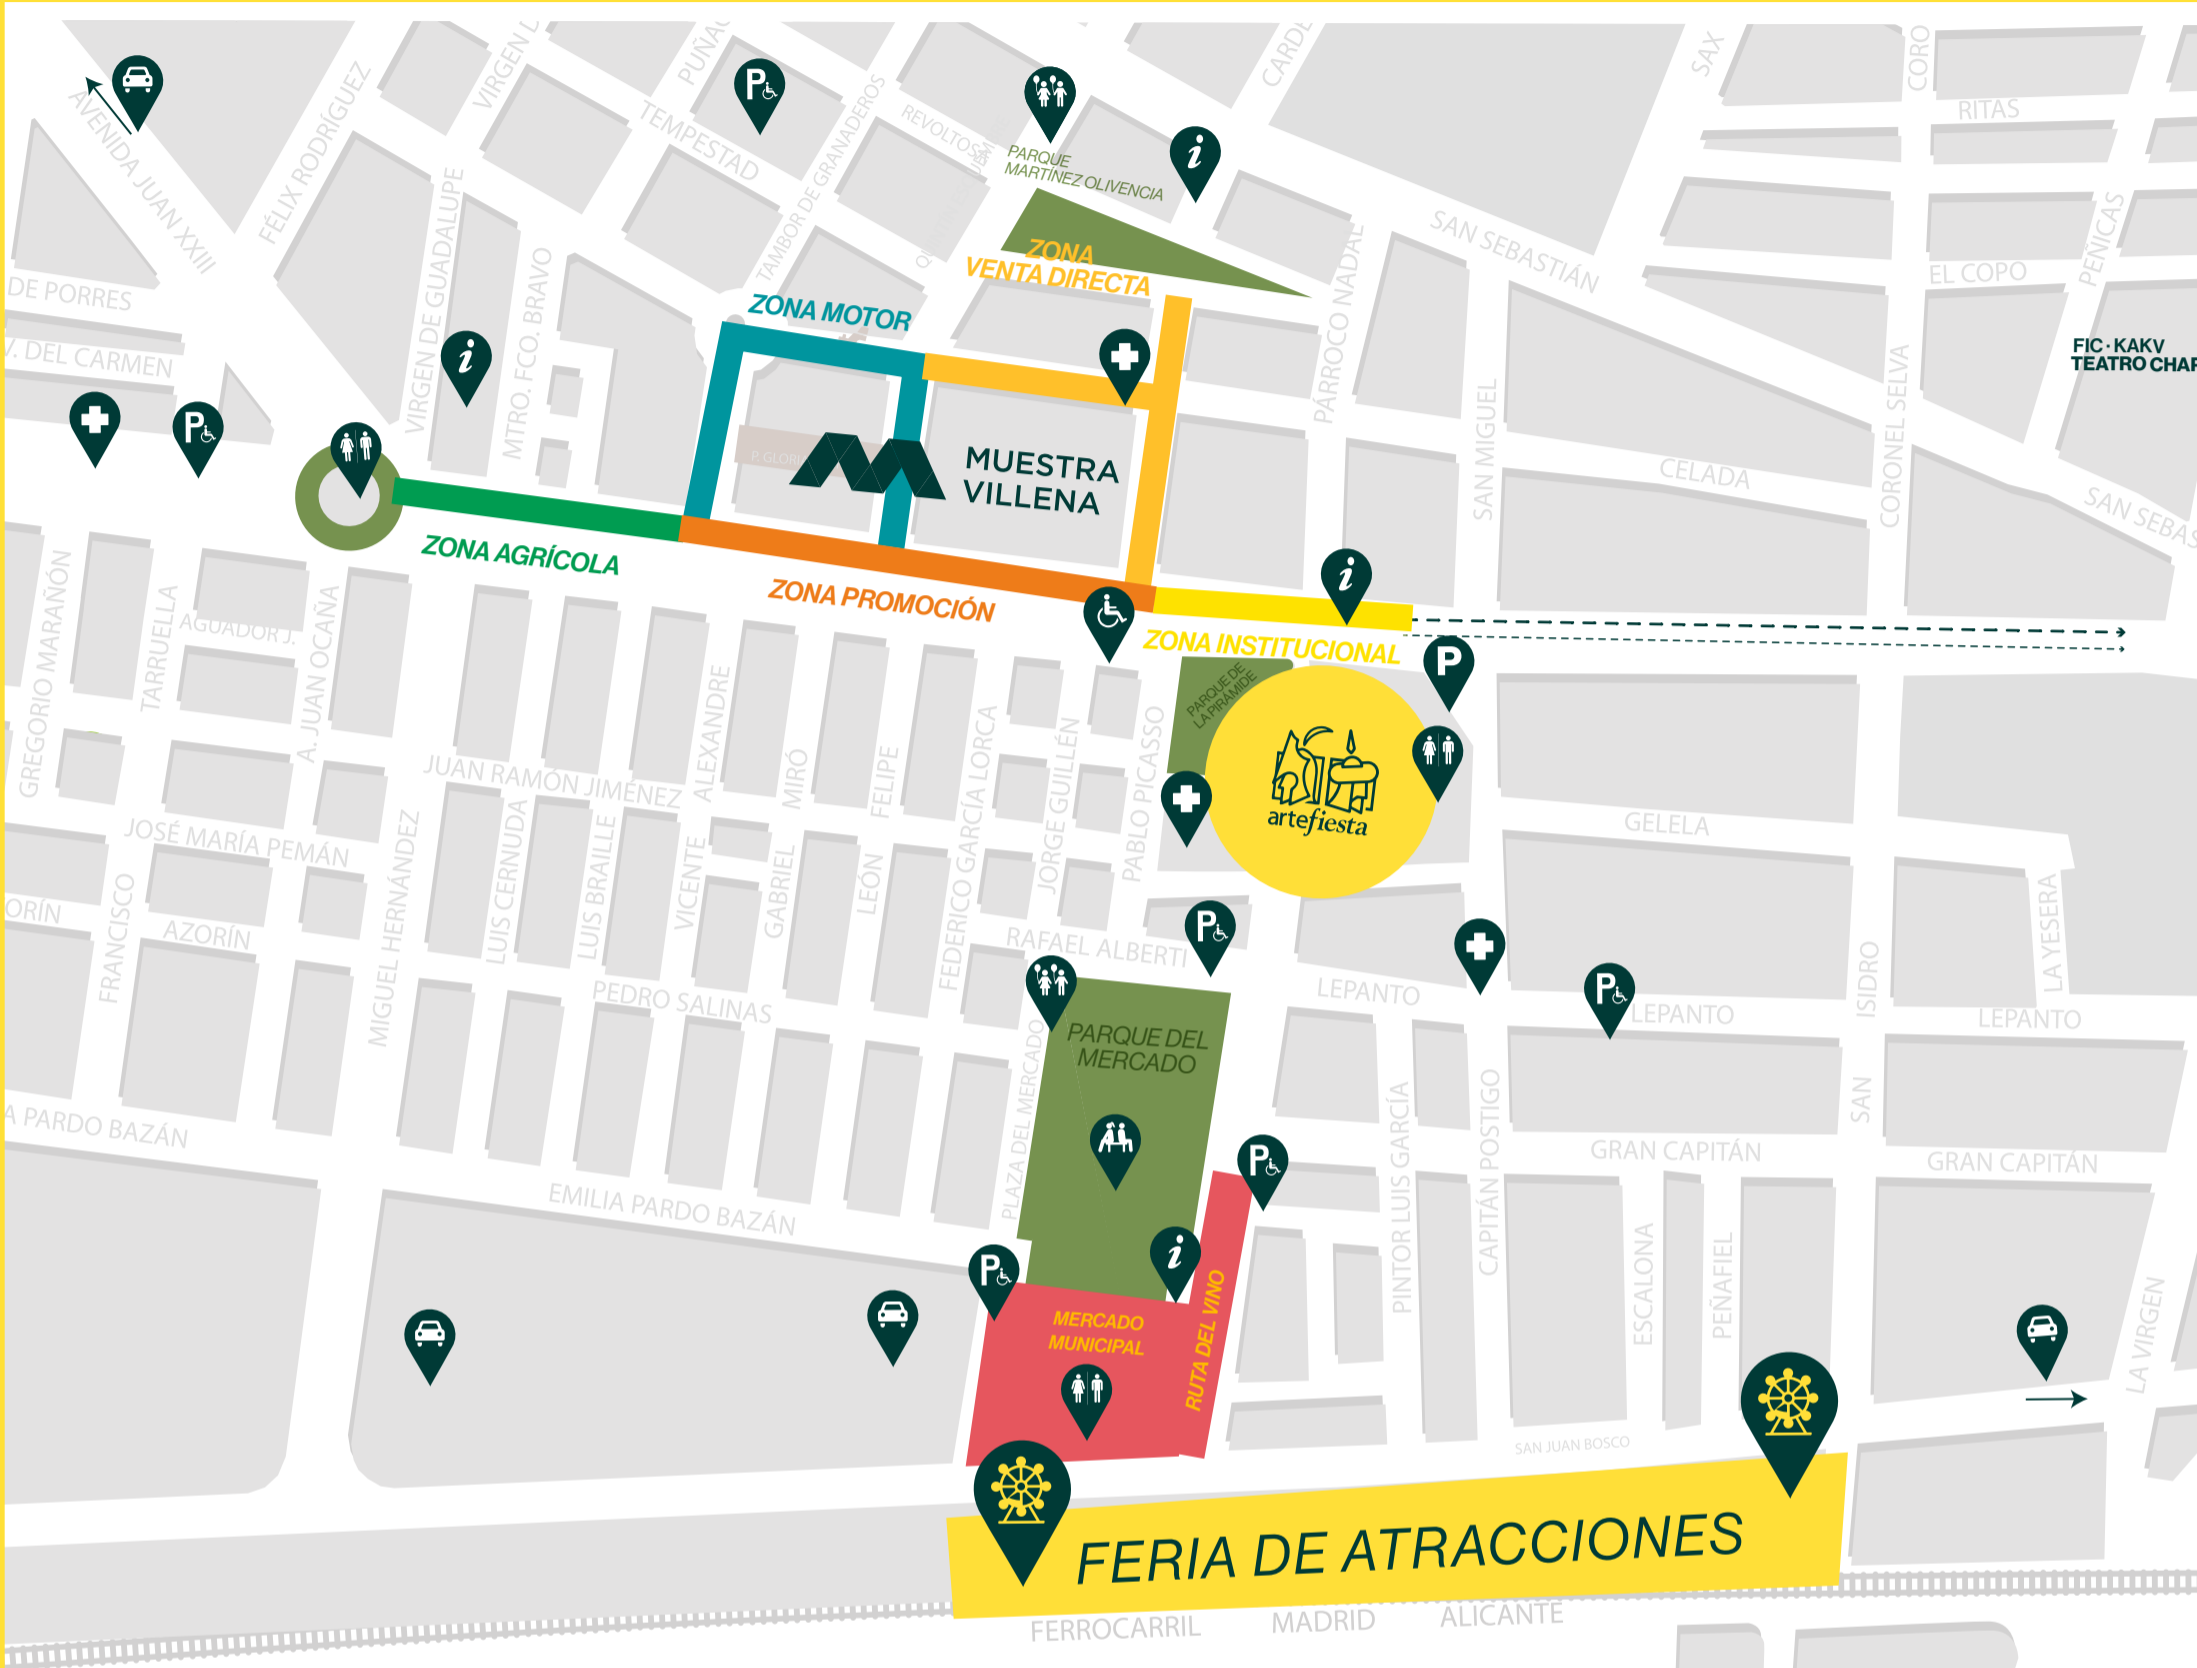 SAX
CORO
RITAS
AVENIDA JUAN XXIII
FÉLIX RODRÍGUEZ
P
TEMPESTAD
TAMBOR DE GRANADEROS
PARQUE
MARTÍNEZ OLIVENCIA
i
SAN SEBASTIÁN
EL COPO
PEÑICAS
DE PORRES
V. DEL CARMEN
VIRGEN DE GUADALUPE
MTRO. FCO. BRAVO
i
ZONA MOTOR
ZONA
VENTA DIRECTA
PÁRROCO NADAL
SAN MIGUEL
CORONEL SELVA
FIC · KAKV
TEATRO CHAP
P
CELADA
SAN SEBAS
MUESTRA
VILLENA
ZONA AGRÍCOLA
ZONA PROMOCIÓN
ZONA INSTITUCIONAL
i
P
GREGORIO MARAÑÓN
TARRUELLA
AGUADOR J.
A. JUAN OCAÑA
PARQUE DE
LA PIRÁMIDE
artefiesta
JUAN RAMÓN JIMÉNEZ
JOSÉ MARÍA PEMÁN
GELELA
ORÍN
AZORÍN
FRANCISCO
MIGUEL HERNÁNDEZ
LUIS CERNUDA
LUIS BRAILLE
VICENTE ALEXANDRE
GABRIEL MIRÓ
LEÓN FELIPE
FEDERICO GARCÍA LORCA
JORGE GUILLÉN
PABLO PICASSO
RAFAEL ALBERTI
P
PEDRO SALINAS
LEPANTO
P
LEPANTO
LEPANTO
LA YESERA
SAN ISIDRO
PLAZA DEL MERCADO
PARQUE DEL
MERCADO
A PARDO BAZÁN
EMILIA PARDO BAZÁN
P
GRAN CAPITÁN
GRAN CAPITÁN
PINTOR LUIS GARCÍA
CAPITÁN POSTIGO
ESCALONA
PEÑAFIEL
LA VIRGEN
P
i
MERCADO
MUNICIPAL
RUTA DEL VINO
SAN JUAN BOSCO
FERIA DE ATRACCIONES
FERROCARRIL MADRID ALICANTE